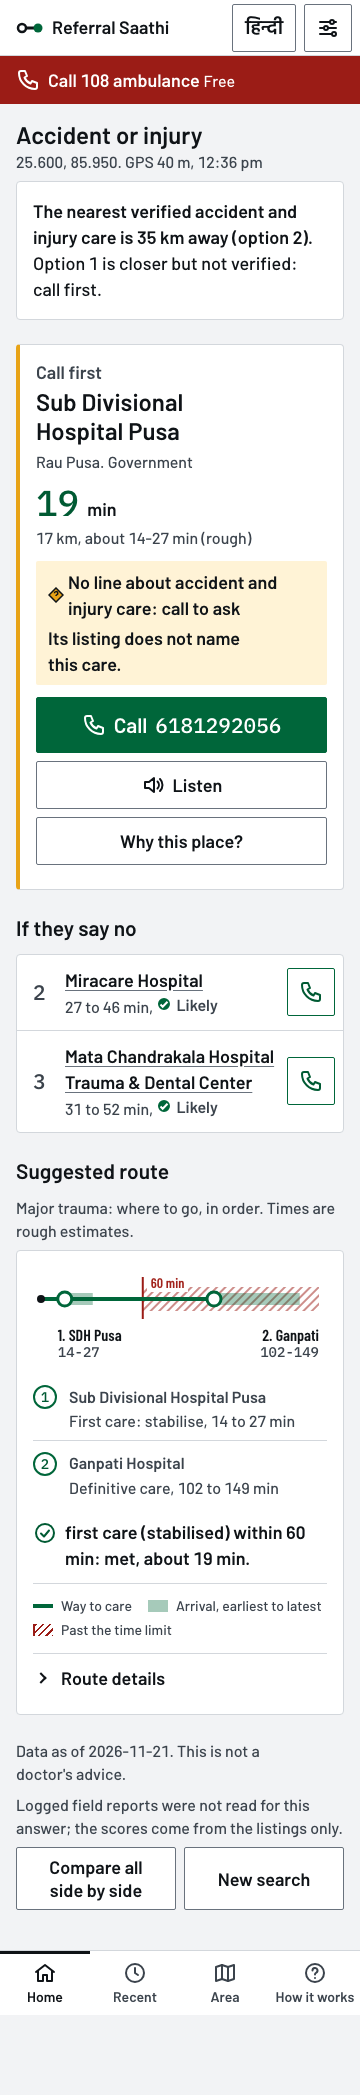 Referral Saathi
हिन्दी
Call 108 ambulance Free
Accident or injury
25.600, 85.950. GPS 40 m, 12:36 pm
The nearest verified accident and
injury care is 35 km away (option 2).
Option 1 is closer but not verified:
call first.
Call first
Sub Divisional
Hospital Pusa
Rau Pusa. Government
19 min
17 km, about 14-27 min (rough)
No line about accident and
injury care: call to ask
Its listing does not name
this care.
Call 6181292056
Listen
Why this place?
If they say no
2 Miracare Hospital
27 to 46 min, Likely
3 Mata Chandrakala Hospital
Trauma & Dental Center
31 to 52 min, Likely
Suggested route
Major trauma: where to go, in order. Times are
rough estimates.
60 min
1. SDH Pusa 2. Ganpati
14-27 102-149
1 Sub Divisional Hospital Pusa
First care: stabilise, 14 to 27 min
2 Ganpati Hospital
Definitive care, 102 to 149 min
first care (stabilised) within 60
min: met, about 19 min.
Way to care Arrival, earliest to latest
Past the time limit
Route details
Data as of 2026-11-21. This is not a
doctor's advice.
Logged field reports were not read for this
answer; the scores come from the listings only.
Compare all
side by side
New search
Home Recent Area How it works